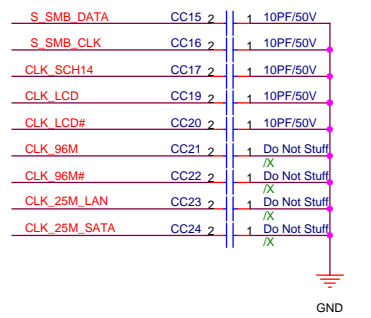 S_SMB_DATA CC15 2 1 10PF/50V
S_SMB_CLK CC16 2 1 10PF/50V
CLK_SCH14 CC17 2 1 10PF/50V
CLK_LCD CC19 2 1 10PF/50V
CLK_LCD# CC20 2 1 10PF/50V
CLK_96M CC21 2 1 Do Not Stuff
/X
CLK_96M# CC22 2 1 Do Not Stuff
/X
CLK_25M_LAN CC23 2 1 Do Not Stuff
/X
CLK_25M_SATA CC24 2 1 Do Not Stuff
/X
GND